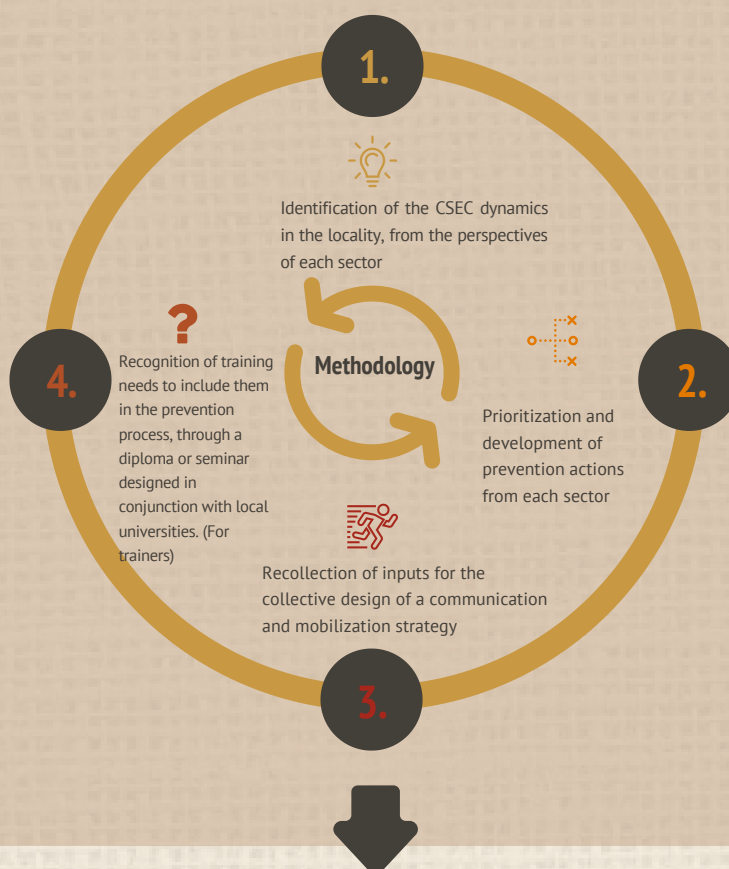 1.
Identification of the CSEC dynamics
in the locality, from the perspectives
of each sector
Methodology
2.
Prioritization and
development of
prevention actions
from each sector
3.
Recollection of inputs for the
collective design of a communication
and mobilization strategy
4.
?
Recognition of training
needs to include them
in the prevention
process, through a
diploma or seminar
designed in
conjunction with local
universities. (For
trainers)